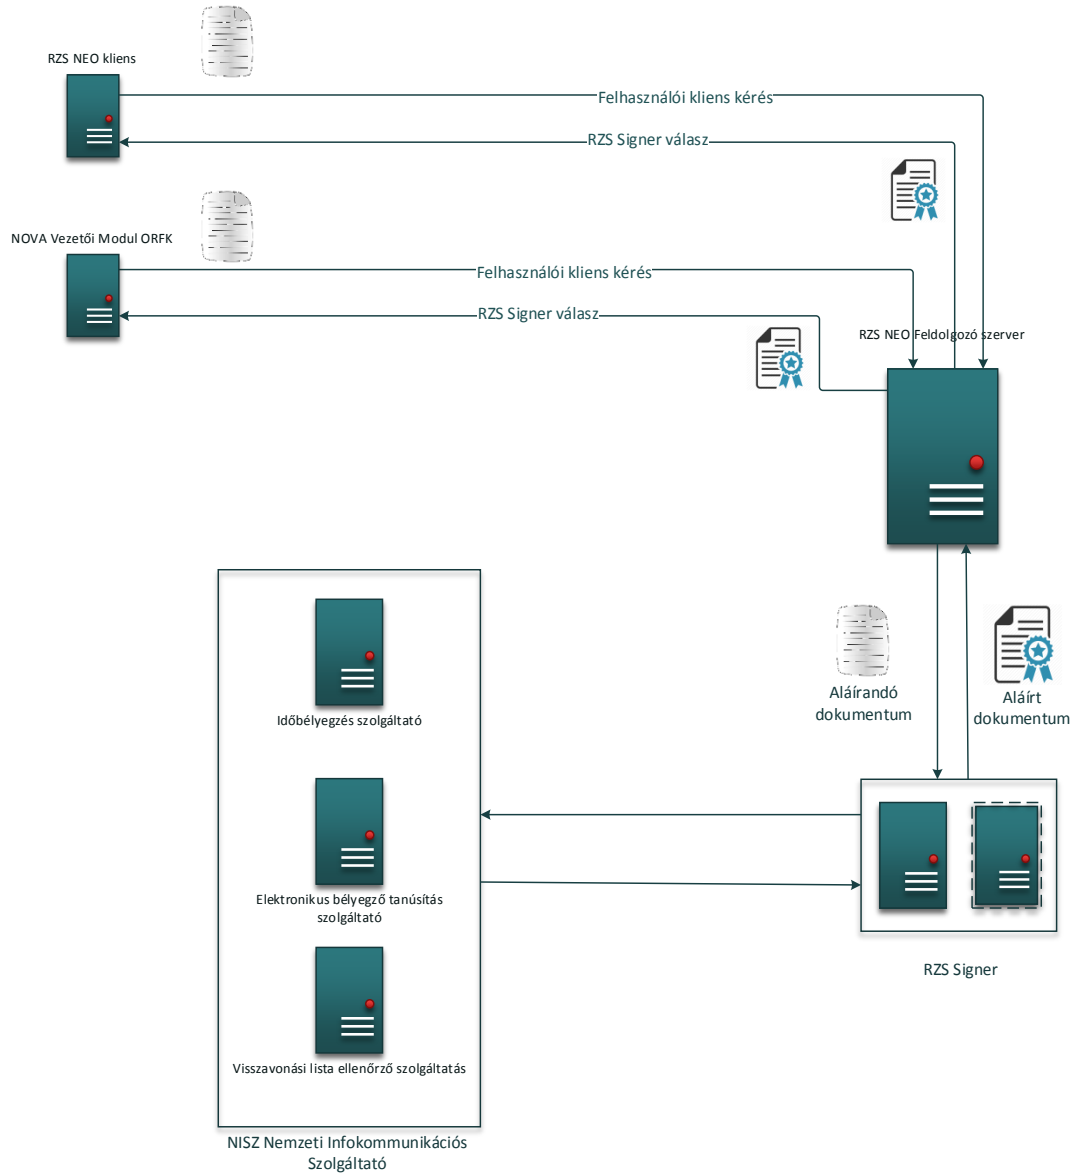 RZS NEO kliens
Felhasználói kliens kérés
RZS Signer válasz
NOVA Vezetői Modul ORFK
Felhasználói kliens kérés
RZS Signer válasz
RZS NEO Feldolgozó szerver
Aláírandó
dokumentum
Aláírt
dokumentum
Időbélyegzés szolgáltató
Elektronikus bélyegző tanúsítás
szolgáltató
RZS Signer
Visszavonási lista ellenőrző szolgáltatás
NISZ Nemzeti Infokommunikációs
Szolgáltató